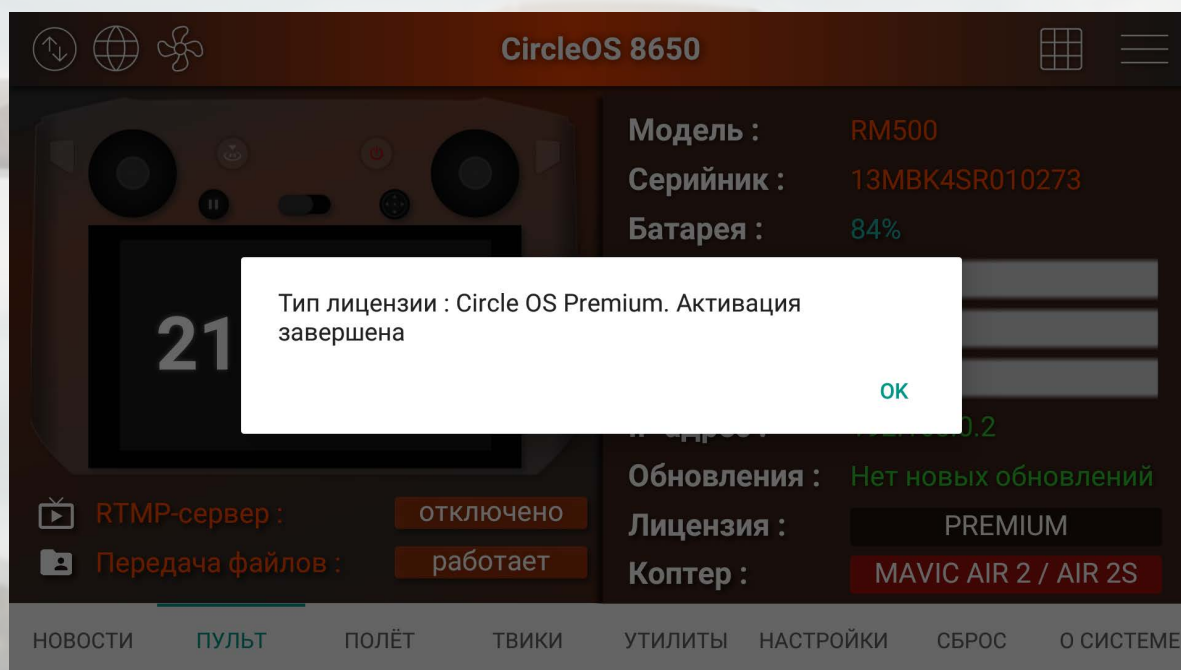 CircleOS 8650
Модель : RM500
Серийник : 13MBK4SR010273
Батарея : 84%
21
Тип лицензии : Circle OS Premium. Активация
завершена
OK
Обновления : Нет новых обновлений
RTMP-сервер : отключено
Лицензия : PREMIUM
Передача файлов : работает
Коптер : MAVIC AIR 2 / AIR 2S
НОВОСТИ ПУЛЬТ ПОЛЁТ ТВИКИ УТИЛИТЫ НАСТРОЙКИ СБРОС О СИСТЕМЕ